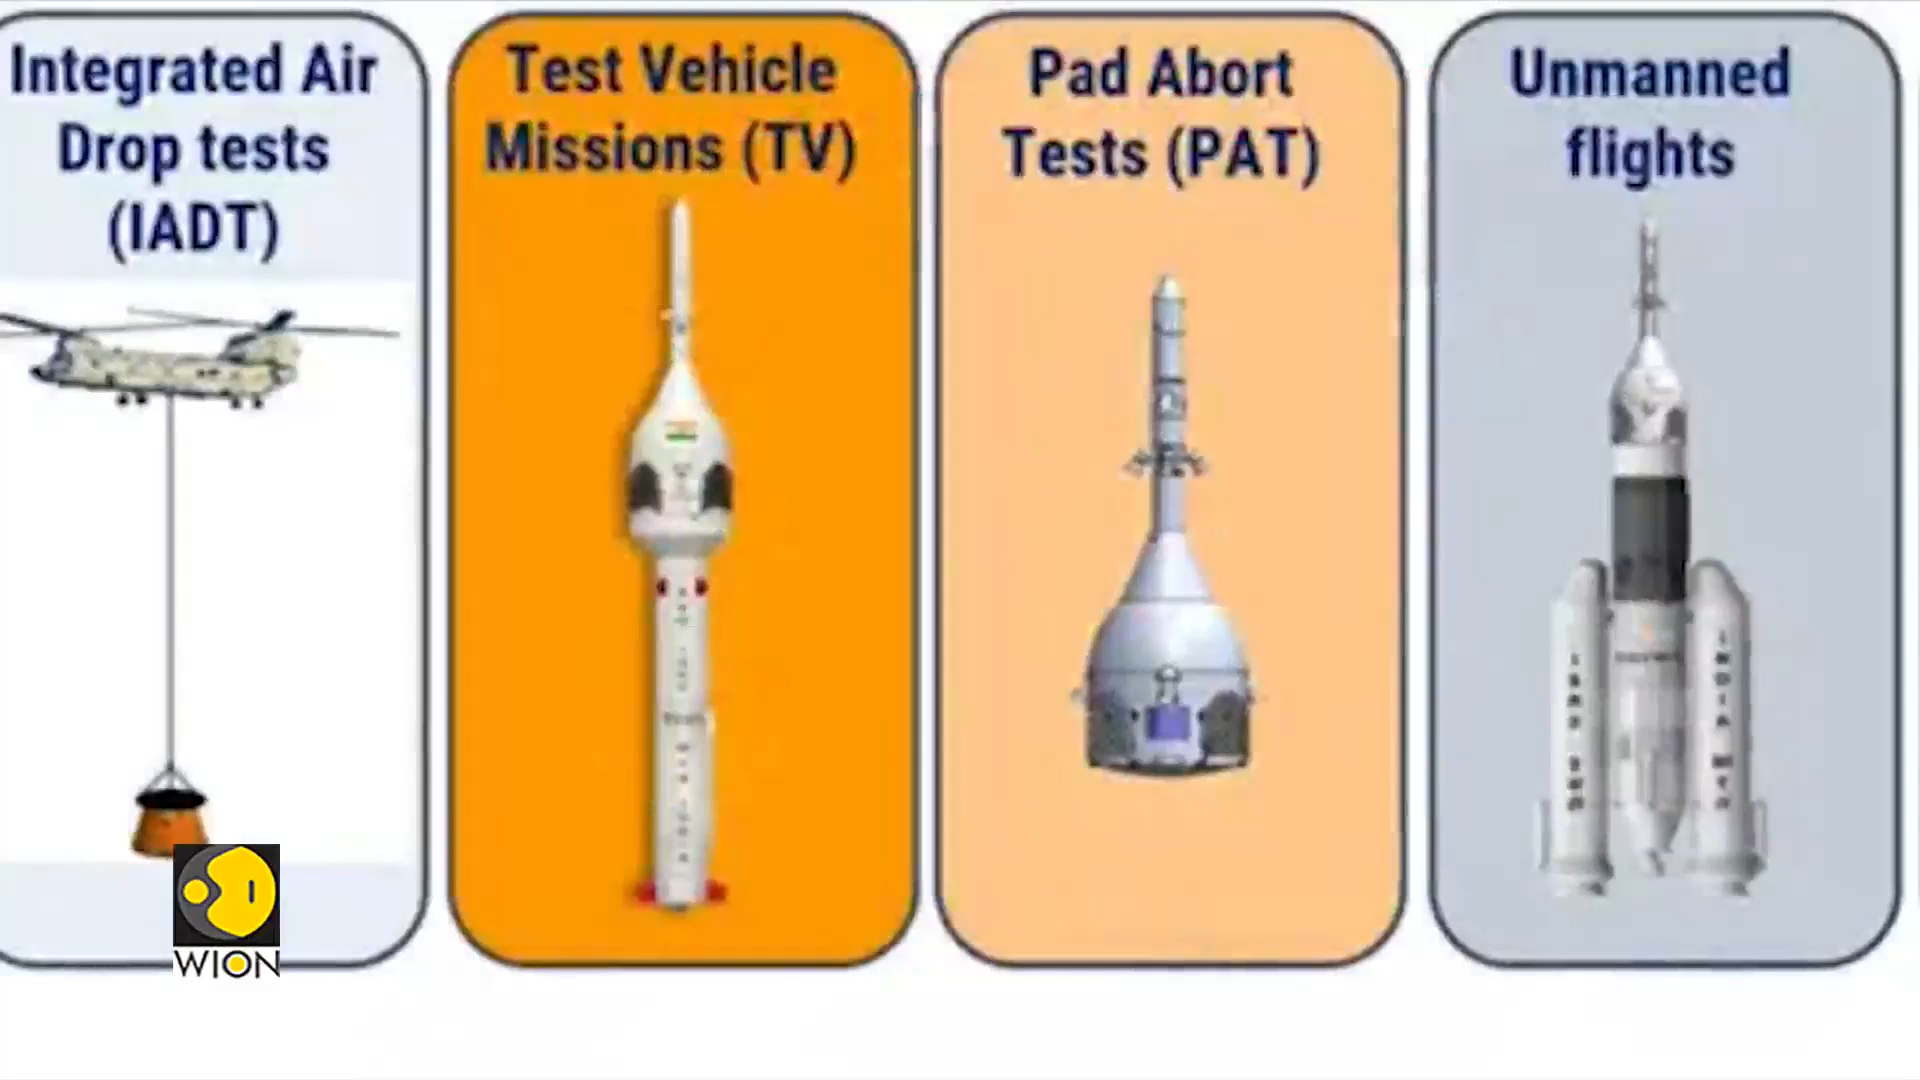 Integrated Air
Drop tests
(IADT)
Test Vehicle
Missions (TV)
Pad Abort
Tests (PAT)
Unmanned
flights
WION